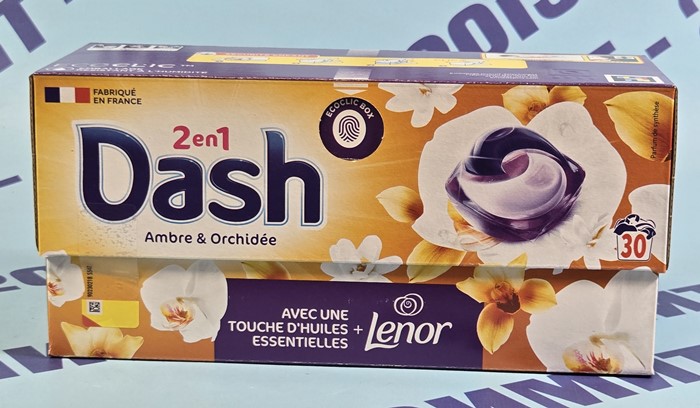 ECOCLIC
FABRIQUÉ
EN FRANCE
ECOCLIC BOX
2en1
Dash
Ambre & Orchidée
Parfum de synthèse
30
AVEC UNE
TOUCHE D'HUILES
ESSENTIELLES
+ Lenor